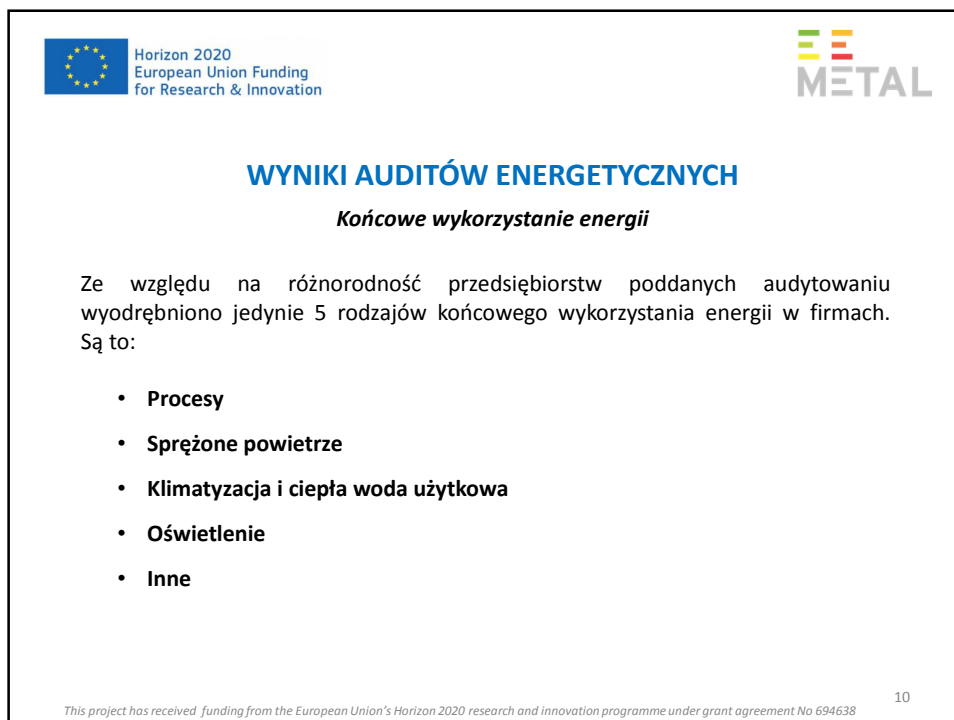 Horizon 2020
European Union Funding
for Research & Innovation
EE
METAL
WYNIKI AUDITÓW ENERGETYCZNYCH
Końcowe wykorzystanie energii
Ze względu na różnorodność przedsiębiorstw poddanych audytowaniu
wyodrębniono jedynie 5 rodzajów końcowego wykorzystania energii w firmach.
Są to:
• Procesy
• Sprężone powietrze
• Klimatyzacja i ciepła woda użytkowa
• Oświetlenie
• Inne
10
This project has received funding from the European Union's Horizon 2020 research and innovation programme under grant agreement No 694638